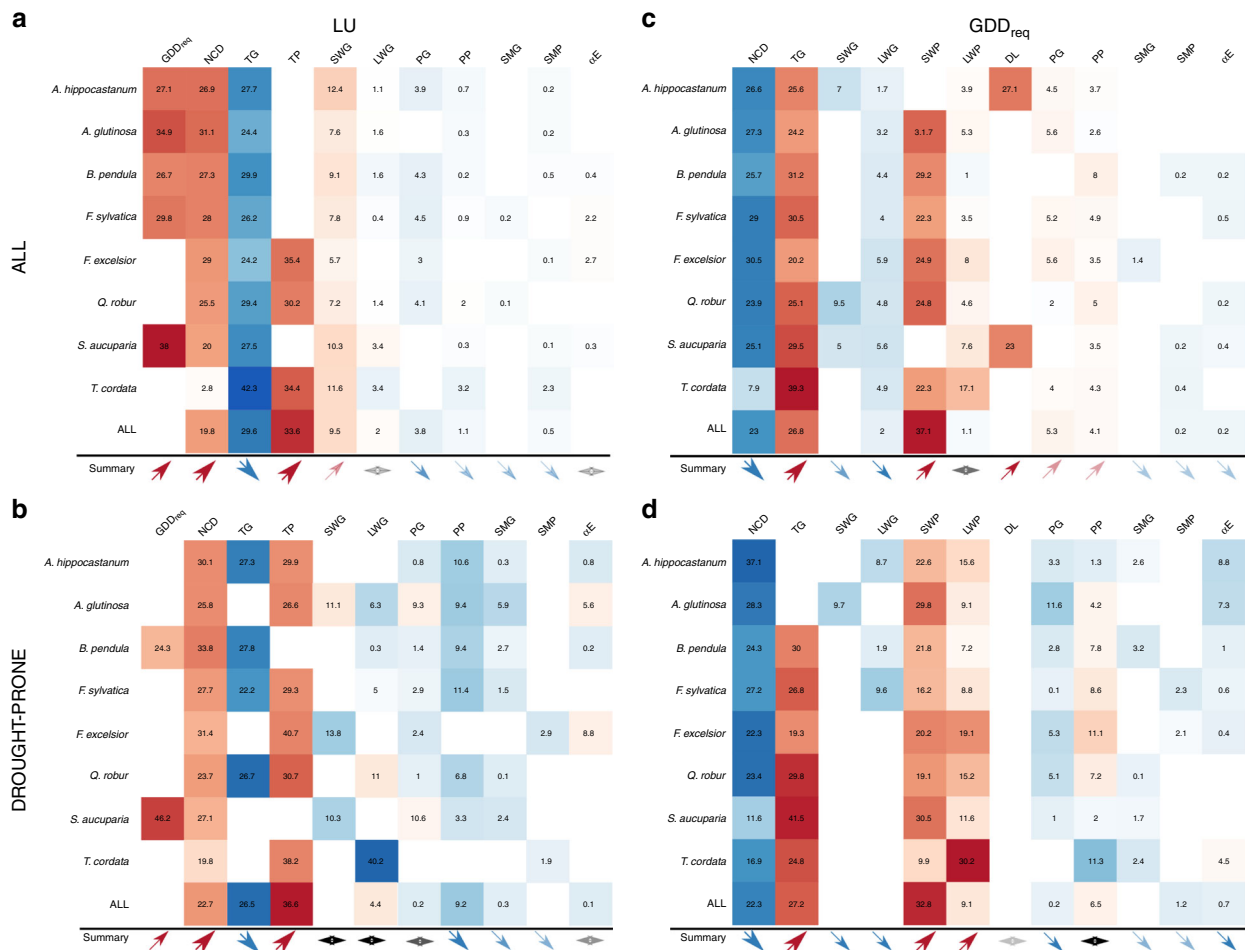 a LU
GDDreq NCD TG TP SWG LWG PG PP SMG SMP αE
A. hippocastanum 27.1 26.9 27.7 12.4 1.1 3.9 0.7 0.2
A. glutinosa 34.9 31.1 24.4 7.6 1.6 0.3 0.2
B. pendula 26.7 27.3 29.9 9.1 1.6 4.3 0.2 0.5 0.4
F. sylvatica 29.8 28 26.2 7.8 0.4 4.5 0.9 0.2 2.2
F. excelsior 29 24.2 35.4 5.7 3 0.1 2.7
Q. robur 25.5 29.4 30.2 7.2 1.4 4.1 2 0.1
S. aucuparia 38 20 27.5 10.3 3.4 0.3 0.1 0.3
T. cordata 2.8 42.3 34.4 11.6 3.4 3.2 2.3
ALL 19.8 29.6 33.6 9.5 2 3.8 1.1 0.5
Summary
ALL
c GDDreq
NCD TG SWG LWG SWP LWP DL PG PP SMG SMP αE
A. hippocastanum 26.6 25.6 7 1.7 3.9 27.1 4.5 3.7
A. glutinosa 27.3 24.2 3.2 3.1.7 5.3 5.6 2.6
B. pendula 25.7 31.2 4.4 29.2 1 8 0.2 0.2
F. sylvatica 29 30.5 4 22.3 3.5 5.2 4.9 0.5
F. excelsior 30.5 20.2 5.9 24.9 8 5.6 3.5 1.4
Q. robur 23.9 25.1 9.5 4.8 24.8 4.6 2 5 0.2
S. aucuparia 25.1 29.5 5 5.6 7.6 23 3.5 0.2 0.4
T. cordata 7.9 39.3 4.9 22.3 17.1 4 4.3 0.4
ALL 23 26.8 2 37.1 1.1 5.3 4.1 0.2 0.2
Summary
b
GDDreq NCD TG TP SWG LWG PG PP SMG SMP αE
A. hippocastanum 30.1 27.3 29.9 0.8 10.6 0.3 0.8
A. glutinosa 25.8 26.6 11.1 6.3 9.3 9.4 5.9 5.6
B. pendula 24.3 33.8 27.8 0.3 1.4 9.4 2.7 0.2
F. sylvatica 27.7 22.2 29.3 5 2.9 11.4 1.5
F. excelsior 31.4 40.7 13.8 2.4 2.9 8.8
Q. robur 23.7 26.7 30.7 11 1 6.8 0.1
S. aucuparia 46.2 27.1 10.3 10.6 3.3 2.4
T. cordata 19.8 38.2 40.2 1.9
ALL 22.7 26.5 36.6 4.4 0.2 9.2 0.3 0.1
Summary
DROUGHT-PRONE
d
NCD TG SWG LWG SWP LWP DL PG PP SMG SMP αE
A. hippocastanum 37.1 8.7 22.6 15.6 3.3 1.3 2.6 8.8
A. glutinosa 28.3 9.7 29.8 9.1 11.6 4.2 7.3
B. pendula 24.3 30 1.9 21.8 7.2 2.8 7.8 3.2 1
F. sylvatica 27.2 26.8 9.6 16.2 8.8 0.1 8.6 2.3 0.6
F. excelsior 22.3 19.3 20.2 19.1 5.3 11.1 2.1 0.4
Q. robur 23.4 29.8 19.1 15.2 5.1 7.2 0.1
S. aucuparia 11.6 41.5 30.5 11.6 1 2 1.7
T. cordata 16.9 24.8 9.9 30.2 11.3 2.4 4.5
ALL 22.3 27.2 32.8 9.1 0.2 6.5 1.2 0.7
Summary